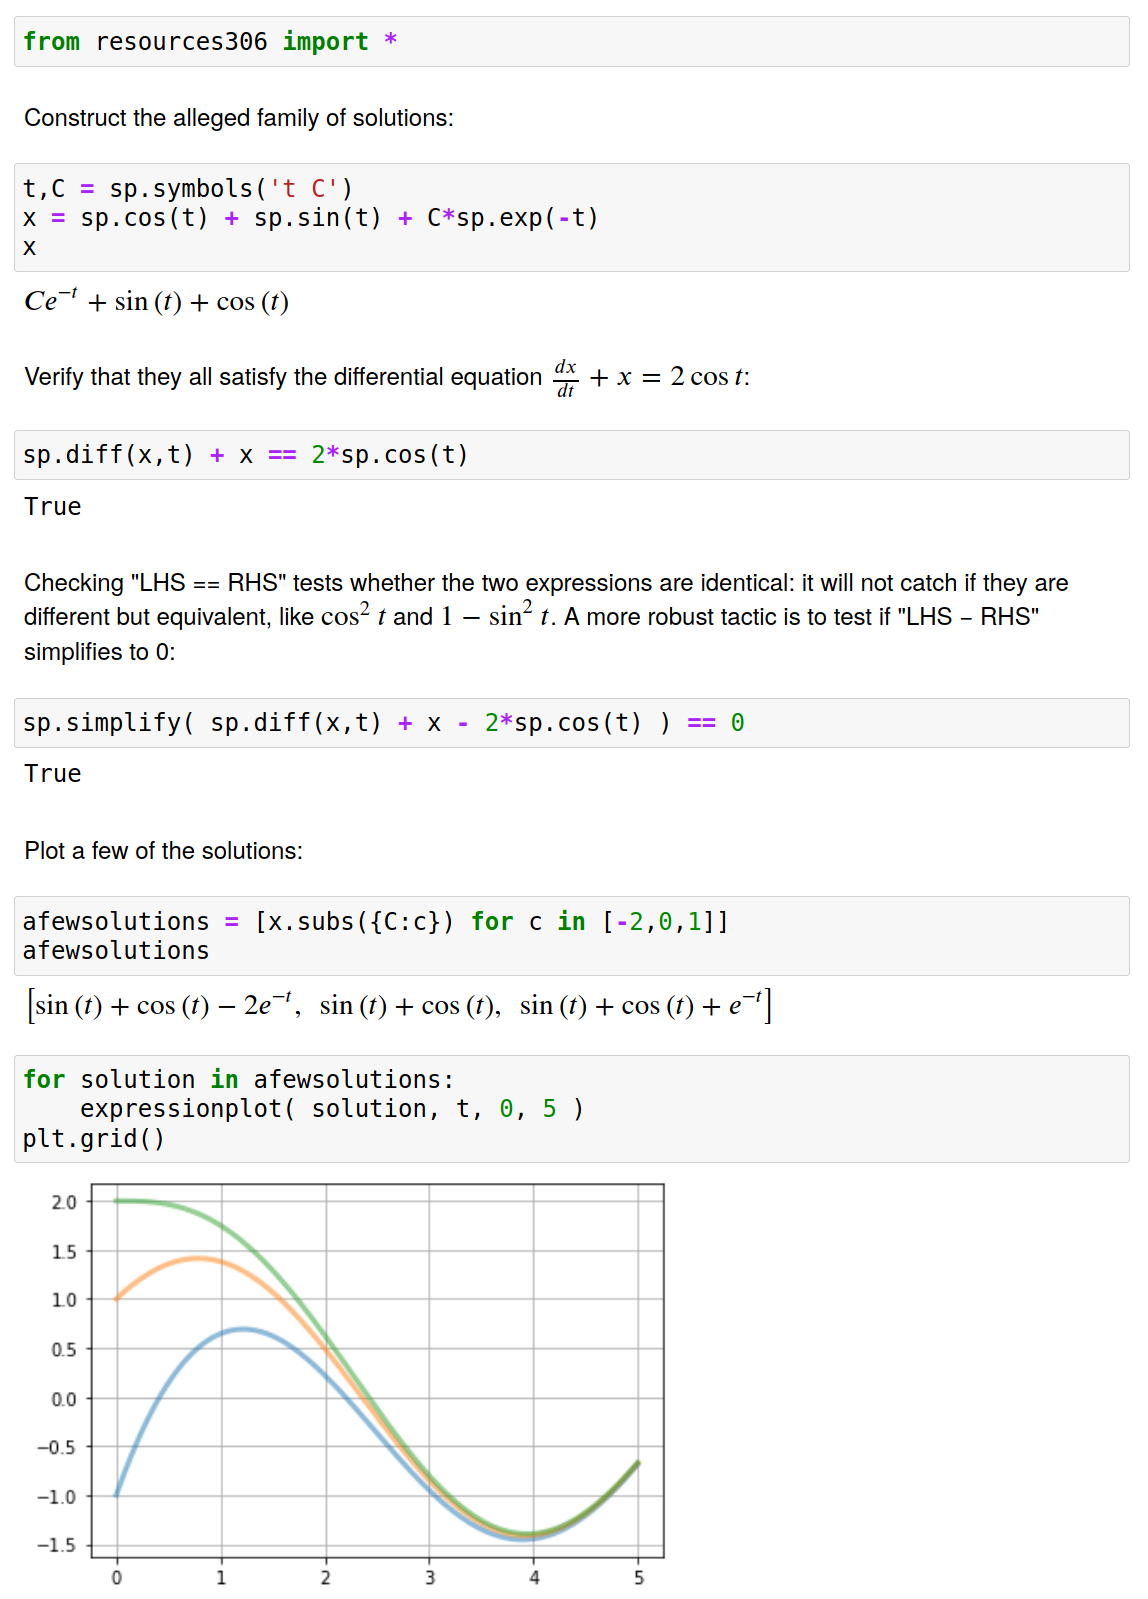 from resources306 import *
Construct the alleged family of solutions:
t,C = sp.symbols('t C')
x = sp.cos(t) + sp.sin(t) + C*sp.exp(-t)
x
Ce⁻ᵗ + sin (t) + cos (t)
Verify that they all satisfy the differential equation dx/dt + x = 2 cos t:
sp.diff(x,t) + x == 2*sp.cos(t)
True
Checking "LHS == RHS" tests whether the two expressions are identical: it will not catch if they are
different but equivalent, like cos² t and 1 − sin² t. A more robust tactic is to test if "LHS − RHS"
simplifies to 0:
sp.simplify( sp.diff(x,t) + x - 2*sp.cos(t) ) == 0
True
Plot a few of the solutions:
afewsolutions = [x.subs({C:c}) for c in [-2,0,1]]
afewsolutions
[sin (t) + cos (t) − 2e⁻ᵗ, sin (t) + cos (t), sin (t) + cos (t) + e⁻ᵗ]
for solution in afewsolutions:
    expressionplot( solution, t, 0, 5 )
plt.grid()
2.0
1.5
1.0
0.5
0.0
−0.5
−1.0
−1.5
0 1 2 3 4 5